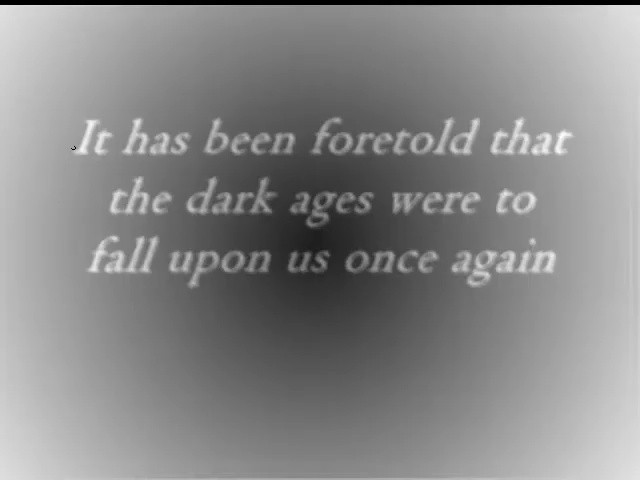 It has been foretold that
the dark ages were to
fall upon us once again